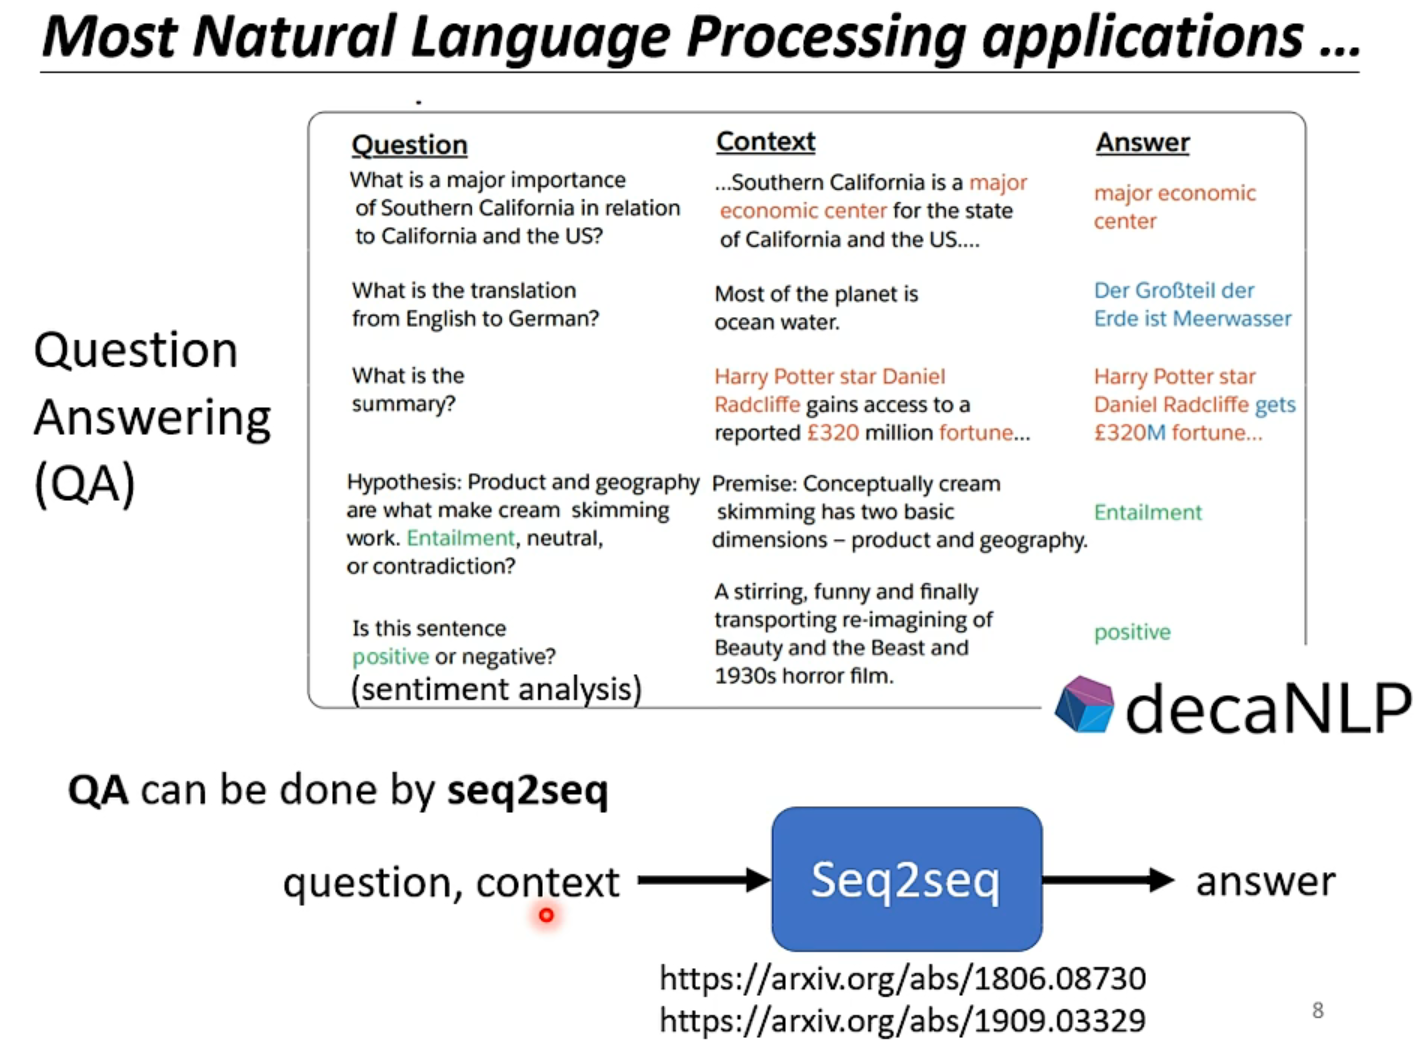 Most Natural Language Processing applications ...
Question
Answering
(QA)
Question
What is a major importance
of Southern California in relation
to California and the US?
Context
...Southern California is a major
economic center for the state
of California and the US....
Answer
major economic
center
What is the translation
from English to German?
Most of the planet is
ocean water.
Der Großteil der
Erde ist Meerwasser
What is the
summary?
Harry Potter star Daniel
Radcliffe gains access to a
reported £320 million fortune...
Harry Potter star
Daniel Radcliffe gets
£320M fortune...
Hypothesis: Product and geography
are what make cream skimming
work. Entailment, neutral,
or contradiction?
Premise: Conceptually cream
skimming has two basic
dimensions – product and geography.
Entailment
Is this sentence
positive or negative?
(sentiment analysis)
A stirring, funny and finally
transporting re-imagining of
Beauty and the Beast and
1930s horror film.
positive
decaNLP
QA can be done by seq2seq
question, context
Seq2seq
answer
https://arxiv.org/abs/1806.08730
https://arxiv.org/abs/1909.03329
8